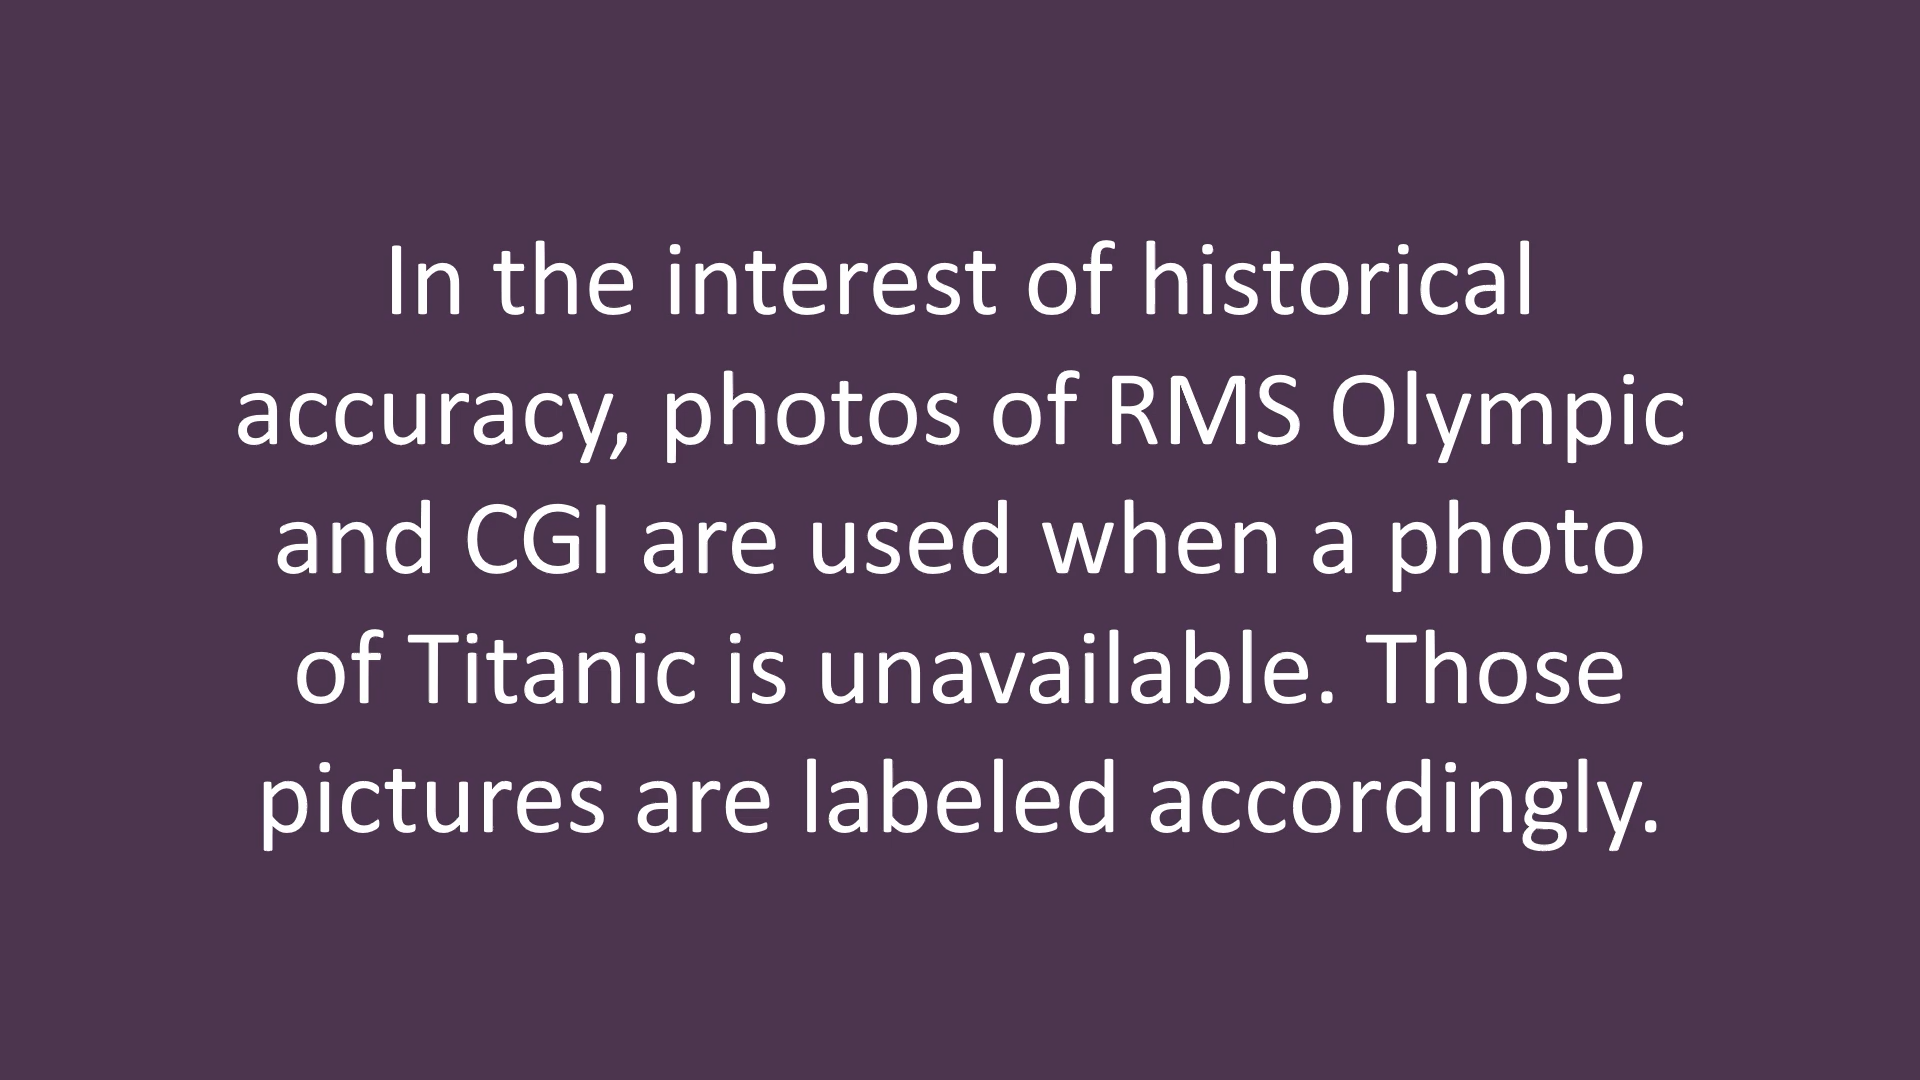 In the interest of historical
accuracy, photos of RMS Olympic
and CGI are used when a photo
of Titanic is unavailable. Those
pictures are labeled accordingly.